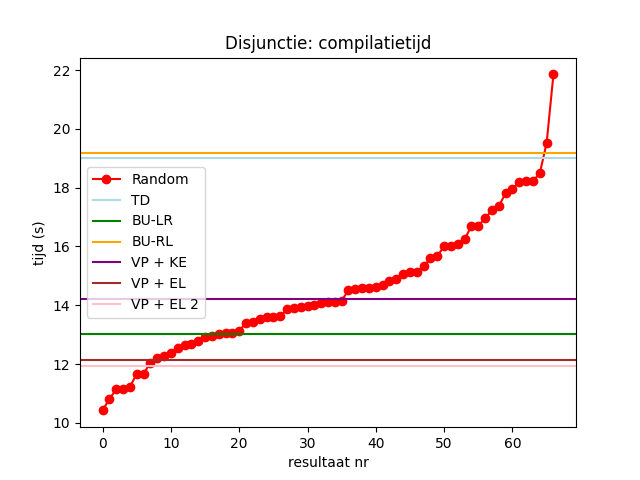 Disjunctie: compilatietijd
tijd (s)
22
20
18
16
14
12
10
Random
TD
BU-LR
BU-RL
VP + KE
VP + EL
VP + EL 2
0 10 20 30 40 50 60
resultaat nr